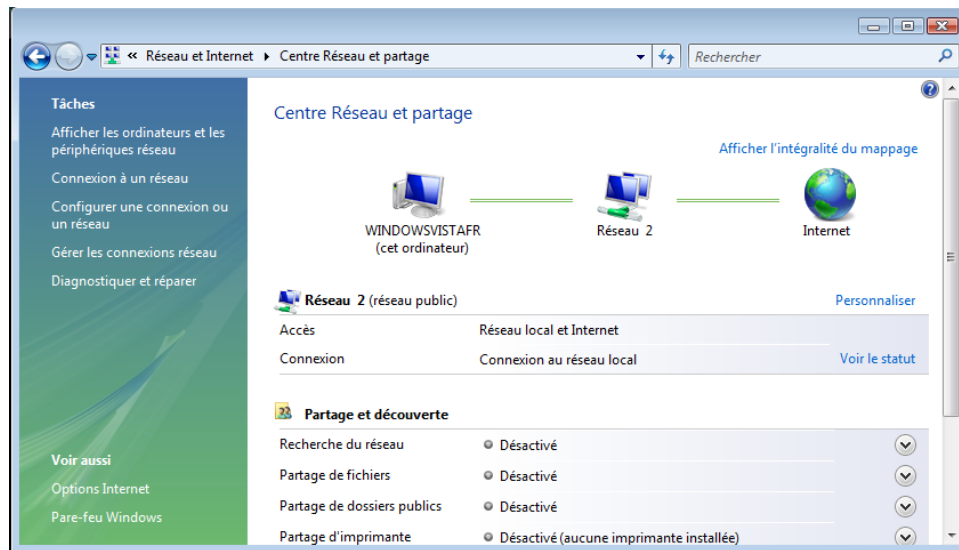 « Réseau et Internet ▸ Centre Réseau et partage
Rechercher
Tâches
Afficher les ordinateurs et les
périphériques réseau
Connexion à un réseau
Configurer une connexion ou
un réseau
Gérer les connexions réseau
Diagnostiquer et réparer
Voir aussi
Options Internet
Pare-feu Windows
Centre Réseau et partage
Afficher l'intégralité du mappage
WINDOWSVISTAFR
(cet ordinateur)
Réseau 2
Internet
Réseau 2 (réseau public)
Personnaliser
Accès Réseau local et Internet
Connexion Connexion au réseau local Voir le statut
Partage et découverte
Recherche du réseau Désactivé
Partage de fichiers Désactivé
Partage de dossiers publics Désactivé
Partage d'imprimante Désactivé (aucune imprimante installée)